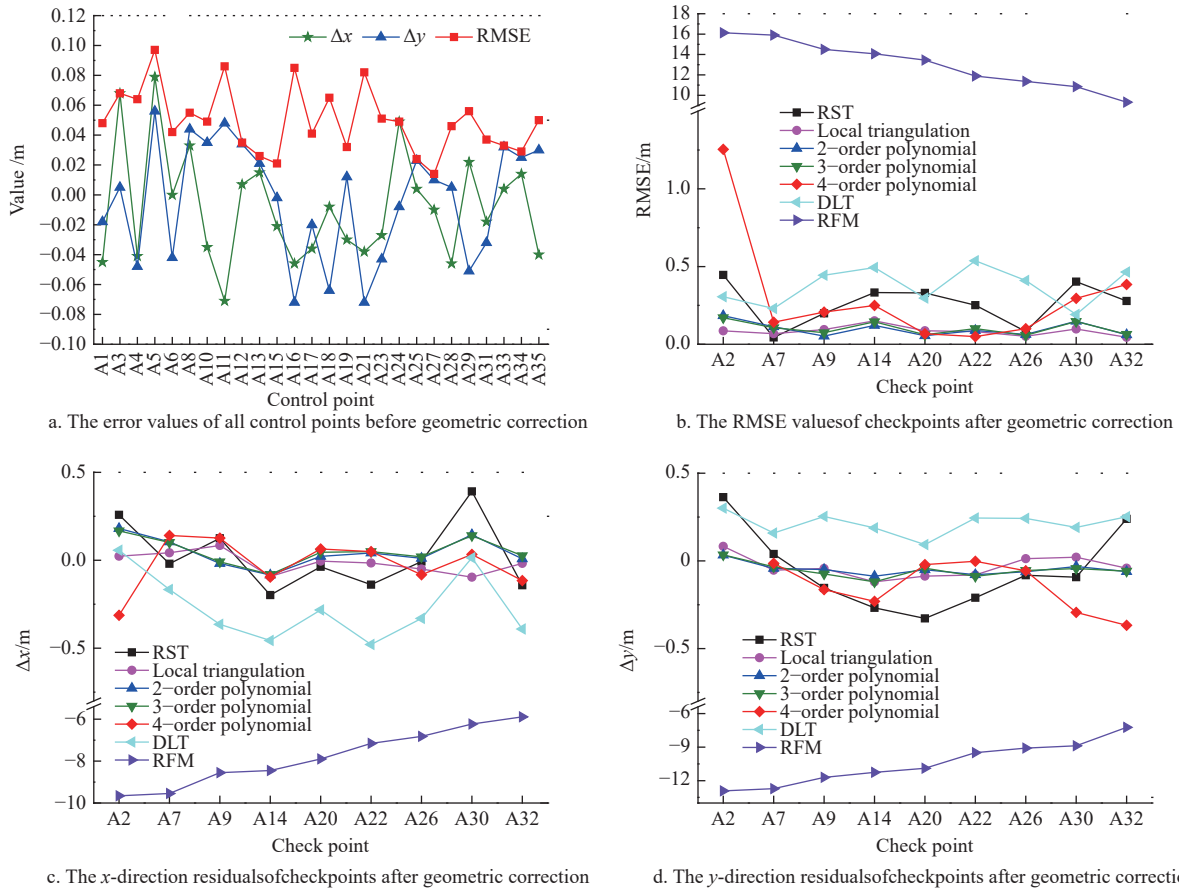 0.12
0.10
0.08
0.06
0.04
0.02
0.00
−0.02
−0.04
−0.06
−0.08
−0.10
Value /m
Δx Δy RMSE
A1 A3 A4 A5 A6 A8 A10 A11 A12 A13 A15 A16 A17 A18 A19 A21 A23 A24 A25 A27 A28 A29 A31 A33 A34 A35
Control point
a. The error values of all control points before geometric correction
18
16
14
12
10
1.0
0.5
0.0
RMSE/m
RST
Local triangulation
2−order polynomial
3−order polynomial
4−order polynomial
DLT
RFM
A2 A7 A9 A14 A20 A22 A26 A30 A32
Check point
b. The RMSE valuesof checkpoints after geometric correction
0.5
0.0
−0.5
−6
−8
−10
Δx/m
RST
Local triangulation
2−order polynomial
3−order polynomial
4−order polynomial
DLT
RFM
A2 A7 A9 A14 A20 A22 A26 A30 A32
Check point
c. The x-direction residualsofcheckpoints after geometric correction
0.5
0.0
−0.5
−6
−9
−12
Δy/m
RST
Local triangulation
2−order polynomial
3−order polynomial
4−order polynomial
DLT
RFM
A2 A7 A9 A14 A20 A22 A26 A30 A32
Check point
d. The y-direction residualsofcheckpoints after geometric correctio